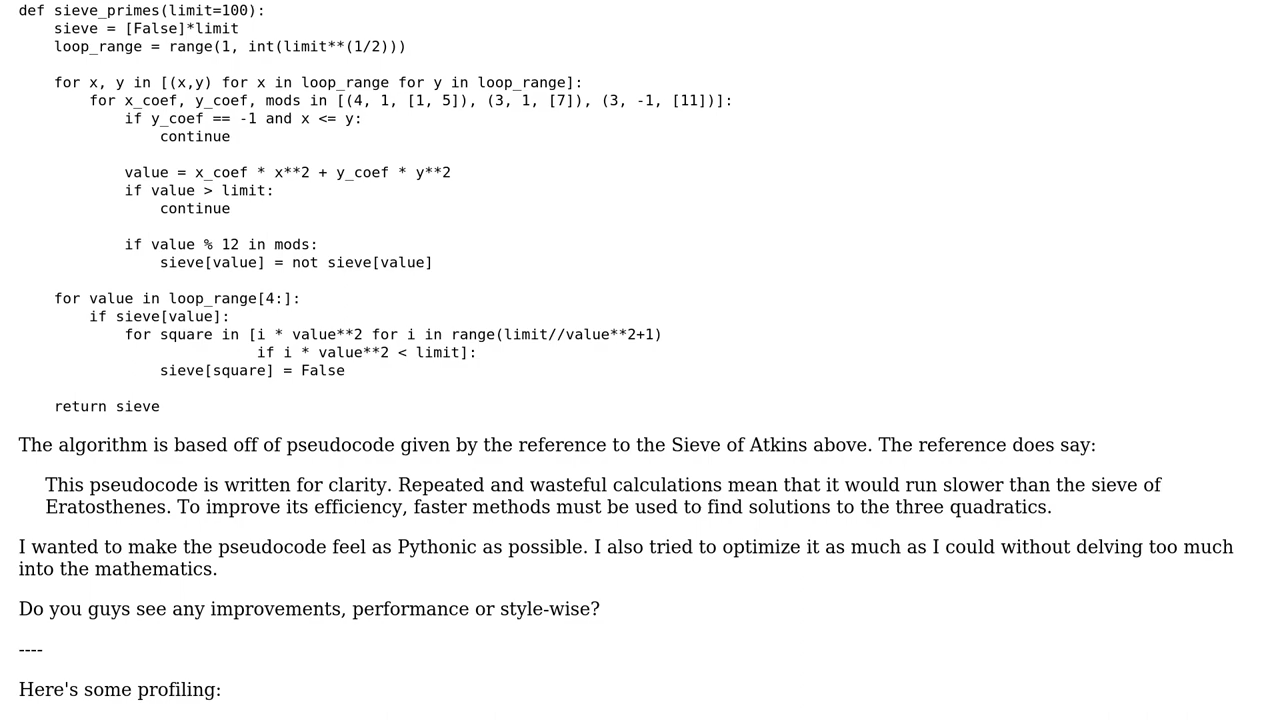 def sieve_primes(limit=100):
    sieve = [False]*limit
    loop_range = range(1, int(limit**(1/2)))

    for x, y in [(x,y) for x in loop_range for y in loop_range]:
        for x_coef, y_coef, mods in [(4, 1, [1, 5]), (3, 1, [7]), (3, -1, [11])]:
            if y_coef == -1 and x <= y:
                continue

            value = x_coef * x**2 + y_coef * y**2
            if value > limit:
                continue

            if value % 12 in mods:
                sieve[value] = not sieve[value]

    for value in loop_range[4:]:
        if sieve[value]:
            for square in [i * value**2 for i in range(limit//value**2+1)
                           if i * value**2 < limit]:
                sieve[square] = False

    return sieve

The algorithm is based off of pseudocode given by the reference to the Sieve of Atkins above. The reference does say:

This pseudocode is written for clarity. Repeated and wasteful calculations mean that it would run slower than the sieve of
Eratosthenes. To improve its efficiency, faster methods must be used to find solutions to the three quadratics.

I wanted to make the pseudocode feel as Pythonic as possible. I also tried to optimize it as much as I could without delving too much
into the mathematics.

Do you guys see any improvements, performance or style-wise?

----

Here's some profiling: